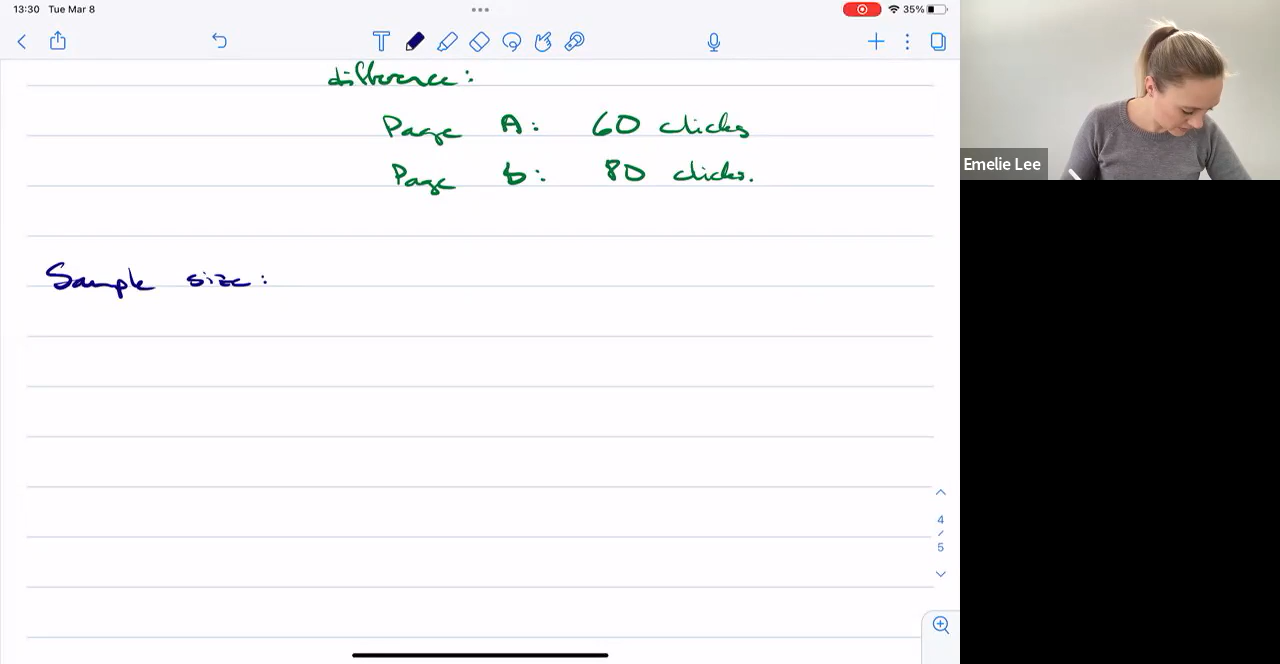 13:30 Tue Mar 8
35%
difference:
Page A: 60 clicks
Page b: 80 clicks.
Emelie Lee
Sample size:
4
/
5